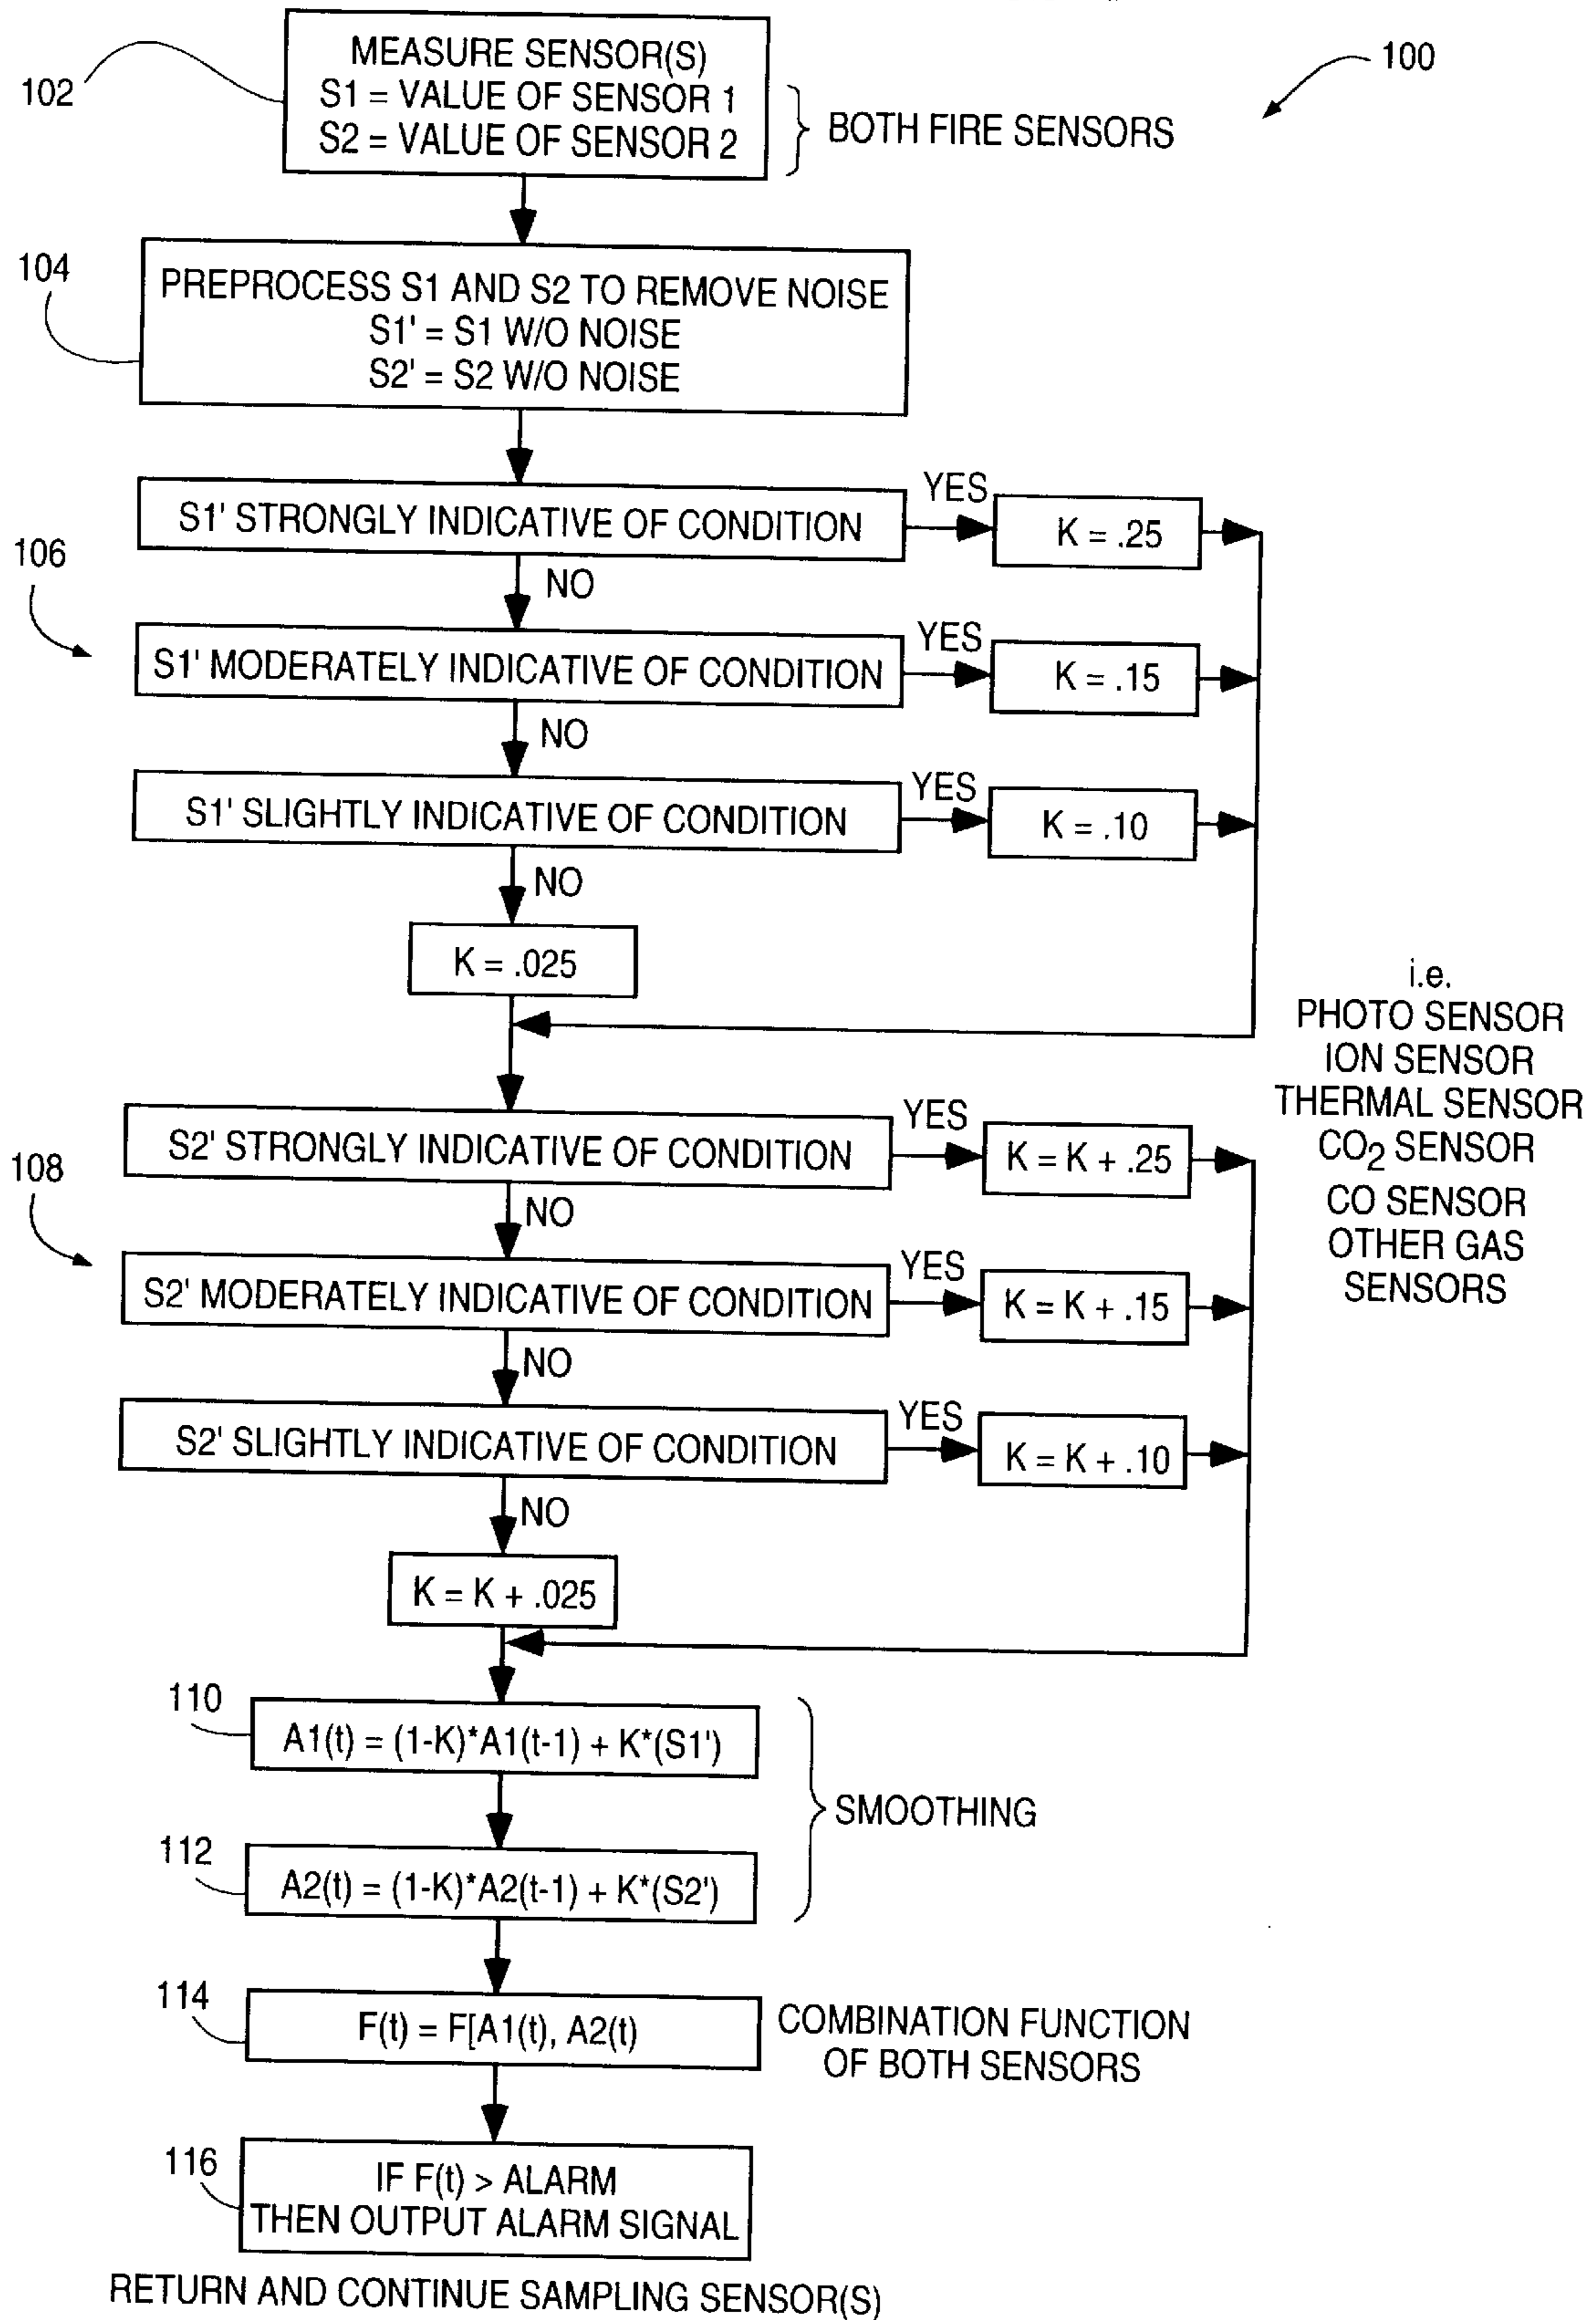 100
102
MEASURE SENSOR(S)
S1 = VALUE OF SENSOR 1
S2 = VALUE OF SENSOR 2
BOTH FIRE SENSORS
104
PREPROCESS S1 AND S2 TO REMOVE NOISE
S1' = S1 W/O NOISE
S2' = S2 W/O NOISE
106
S1' STRONGLY INDICATIVE OF CONDITION
YES
K = .25
NO
S1' MODERATELY INDICATIVE OF CONDITION
YES
K = .15
NO
S1' SLIGHTLY INDICATIVE OF CONDITION
YES
K = .10
NO
K = .025
i.e.
PHOTO SENSOR
ION SENSOR
THERMAL SENSOR
CO2 SENSOR
CO SENSOR
OTHER GAS
SENSORS
108
S2' STRONGLY INDICATIVE OF CONDITION
YES
K = K + .25
NO
S2' MODERATELY INDICATIVE OF CONDITION
YES
K = K + .15
NO
S2' SLIGHTLY INDICATIVE OF CONDITION
YES
K = K + .10
NO
K = K + .025
110
A1(t) = (1-K)*A1(t-1) + K*(S1')
SMOOTHING
112
A2(t) = (1-K)*A2(t-1) + K*(S2')
114
F(t) = F[A1(t), A2(t)
COMBINATION FUNCTION
OF BOTH SENSORS
116
IF F(t) > ALARM
THEN OUTPUT ALARM SIGNAL
RETURN AND CONTINUE SAMPLING SENSOR(S)